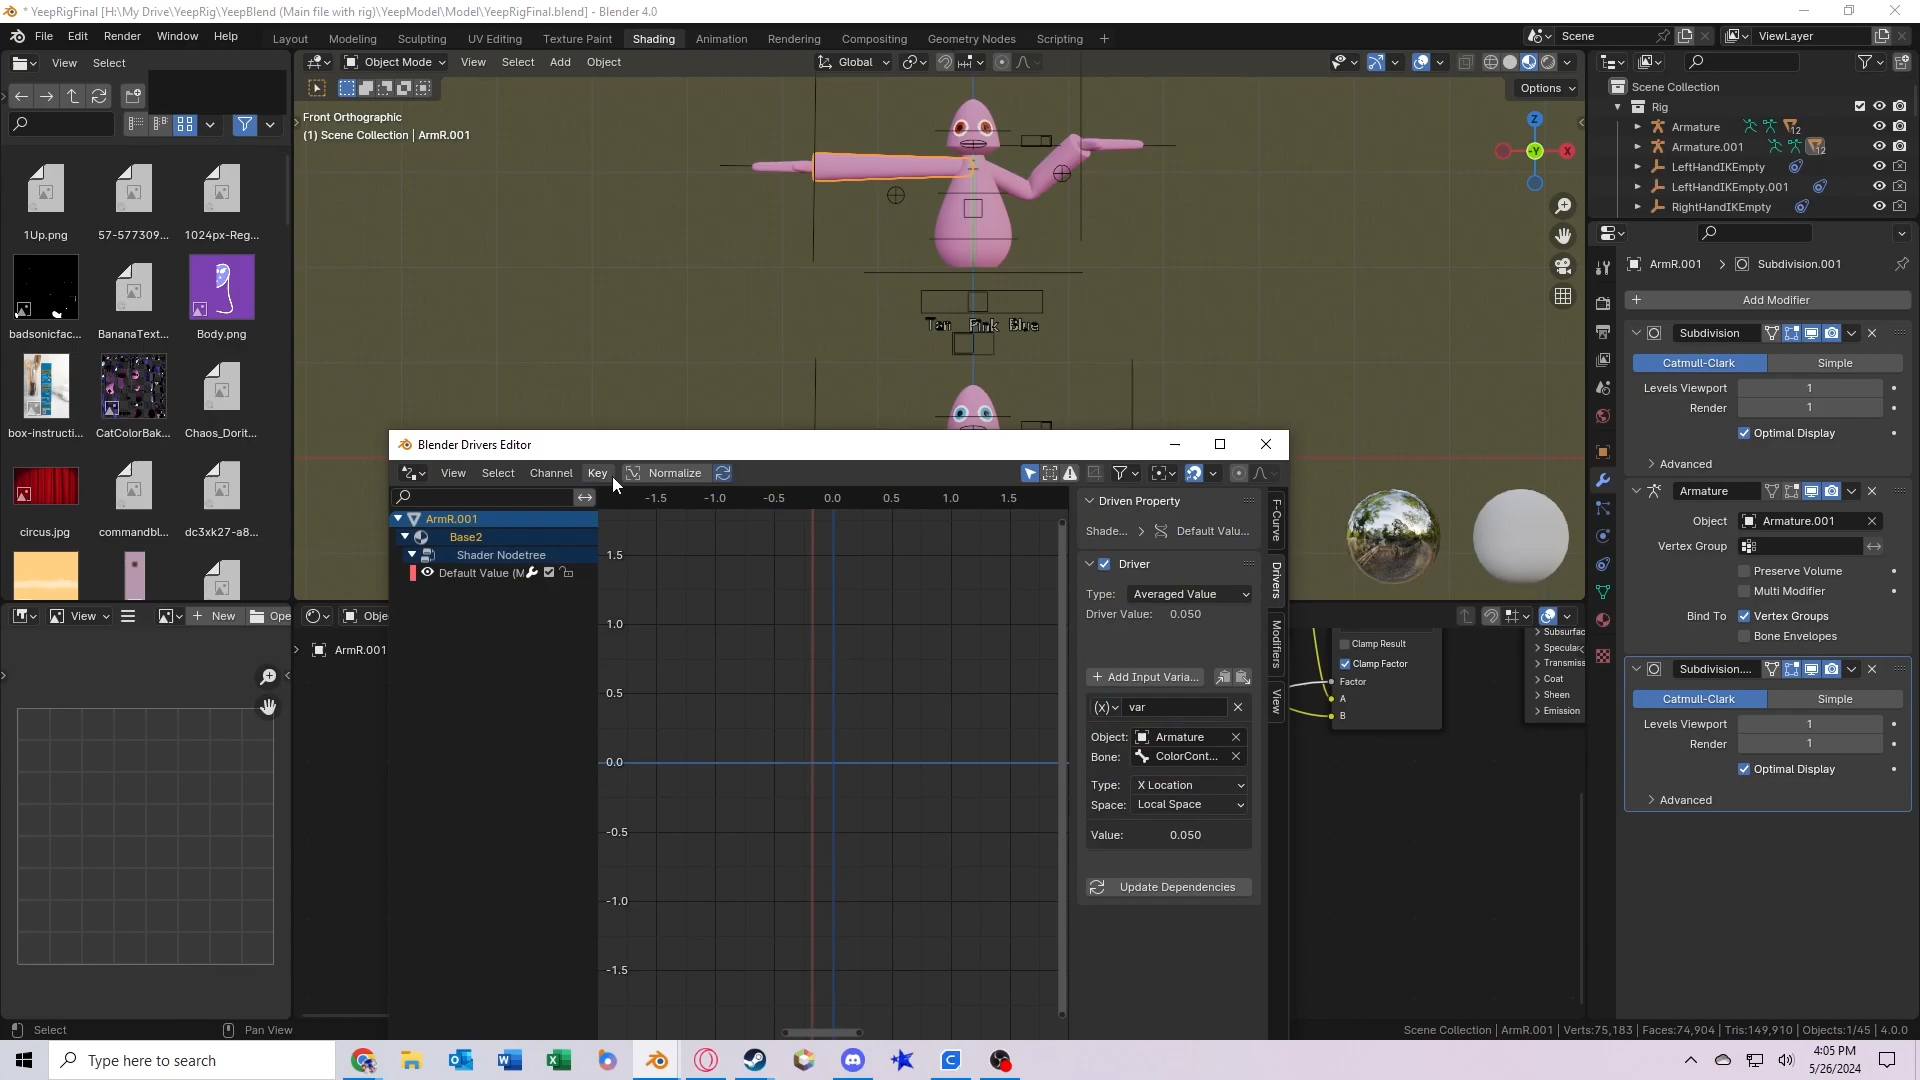 * YeepRigFinal [H:\My Drive\YeepRig\YeepBlend (Main file with rig)\YeepModel\Model\YeepRigFinal.blend] - Blender 4.0
File Edit Render Window Help Layout Modeling Sculpting UV Editing Texture Paint Shading Animation Rendering Compositing Geometry Nodes Scripting + Scene ViewLayer
View Select
Object Mode View Select Add Object Global
Options
Front Orthographic
(1) Scene Collection | ArmR.001
Z
-Y
X
Scene Collection
Rig
Armature 12
Armature.001 12
LeftHandIKEmpty
LeftHandIKEmpty.001
RightHandIKEmpty
1Up.png 57-577309... 1024px-Reg...
badsonicfac... BananaText... Body.png
box-instructi... CatColorBak... Chaos_Dorit...
circus.jpg commandbl... dc3xk27-a8...
Tan Pink Blue
ArmR.001 > Subdivision.001
+ Add Modifier
Subdivision
Catmull-Clark Simple
Levels Viewport 1
Render 1
Optimal Display
Advanced
Armature
Object Armature.001
Vertex Group
Preserve Volume
Multi Modifier
Bind To Vertex Groups
Bone Envelopes
Subdivision....
Catmull-Clark Simple
Levels Viewport 1
Render 1
Optimal Display
Advanced
Blender Drivers Editor
View Select Channel Key Normalize
-1.5 -1.0 -0.5 0.0 0.5 1.0 1.5
ArmR.001
Base2
Shader Nodetree
Default Value (M
1.5
1.0
0.5
0.0
-0.5
-1.0
-1.5
Driven Property
Shade... > Default Valu...
Driver
Type: Averaged Value
Driver Value: 0.050
+ Add Input Varia...
(x) var
Object: Armature
Bone: ColorCont...
Type: X Location
Space: Local Space
Value: 0.050
Update Dependencies
F-Curve
Drivers
Modifiers
View
View + New Ope
Obje
ArmR.001
Clamp Result
Clamp Factor
Factor
A
B
Subsurfac
Specular
Transmiss
Coat
Sheen
Emission
Select Pan View
Scene Collection | ArmR.001 | Verts:75,183 | Faces:74,904 | Tris:149,910 | Objects:1/45 | 4.0.0
Type here to search
4:05 PM
5/26/2024